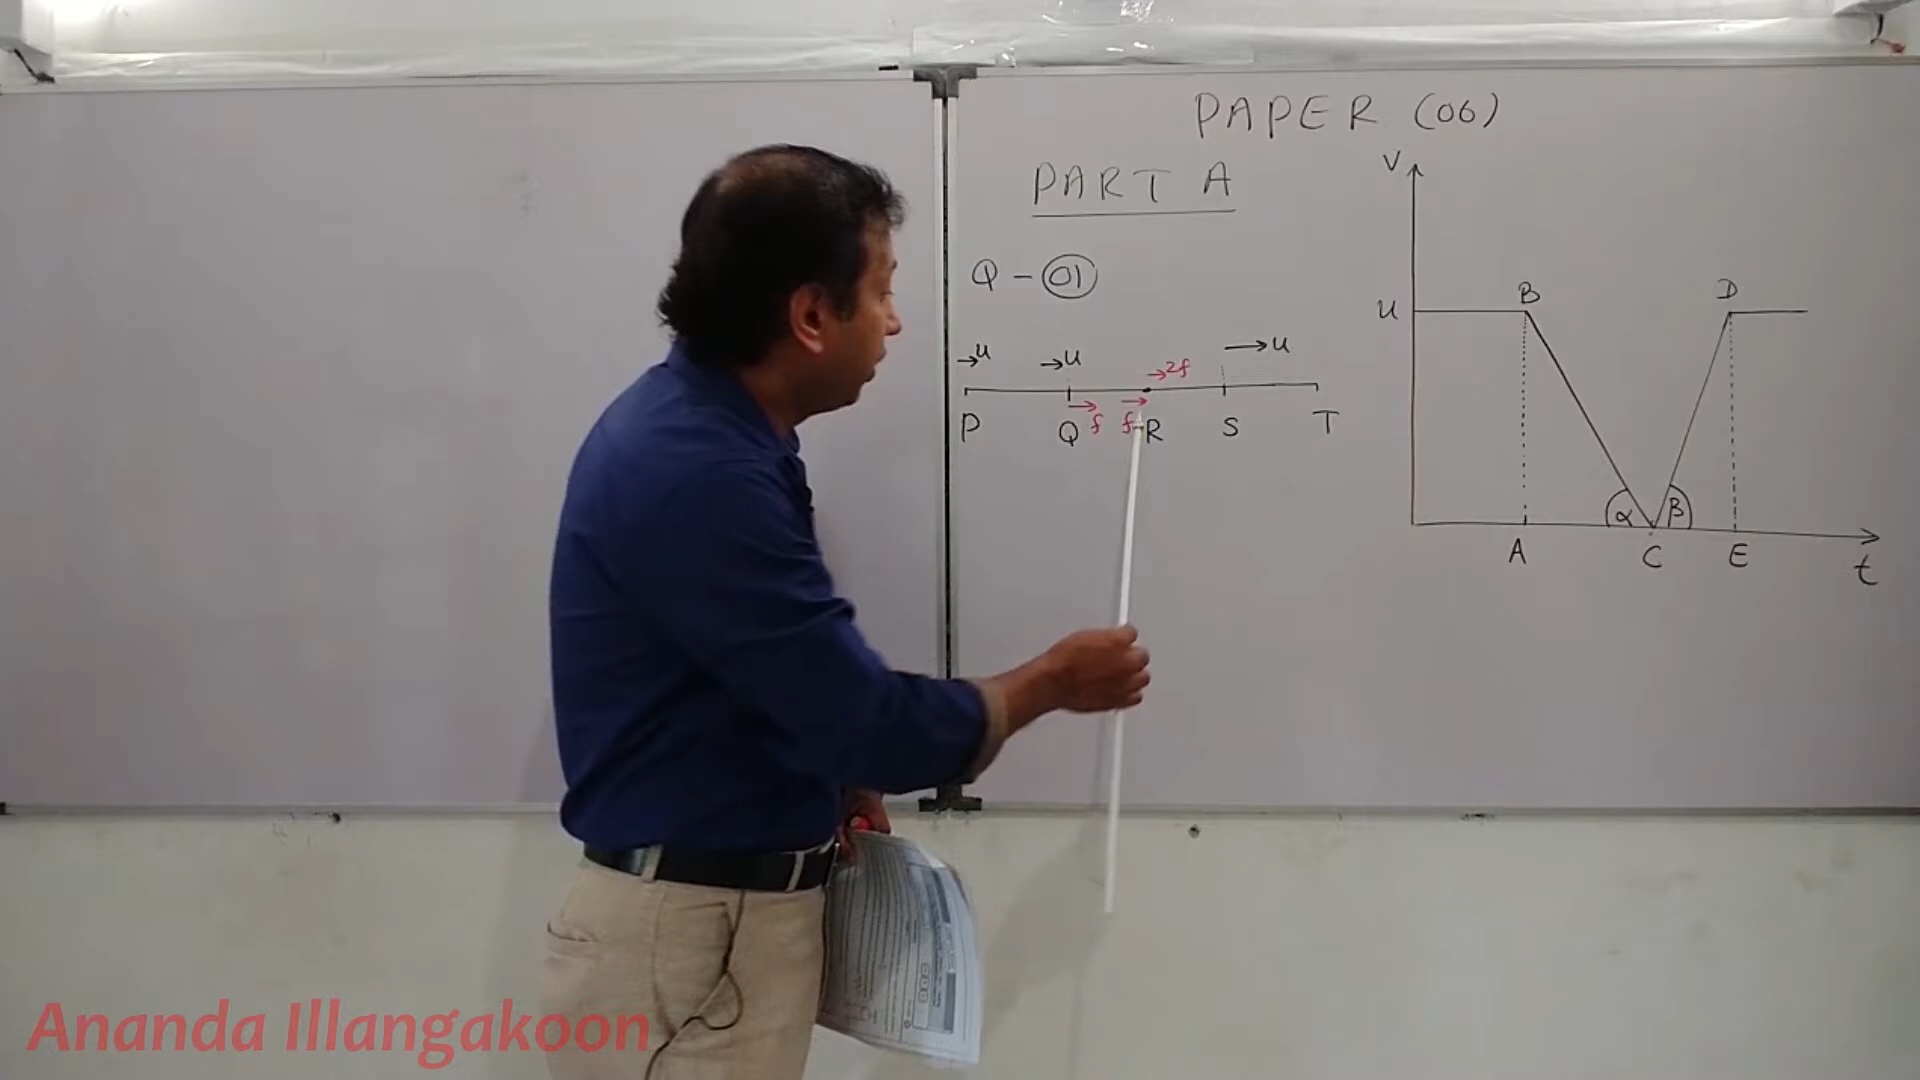 PAPER (06)
PART A
Q - 01
u
u
2f
u
P
Q
f
f
R
S
T
V
u
B
D
α
β
A
C
E
t
Ananda Illangakoon